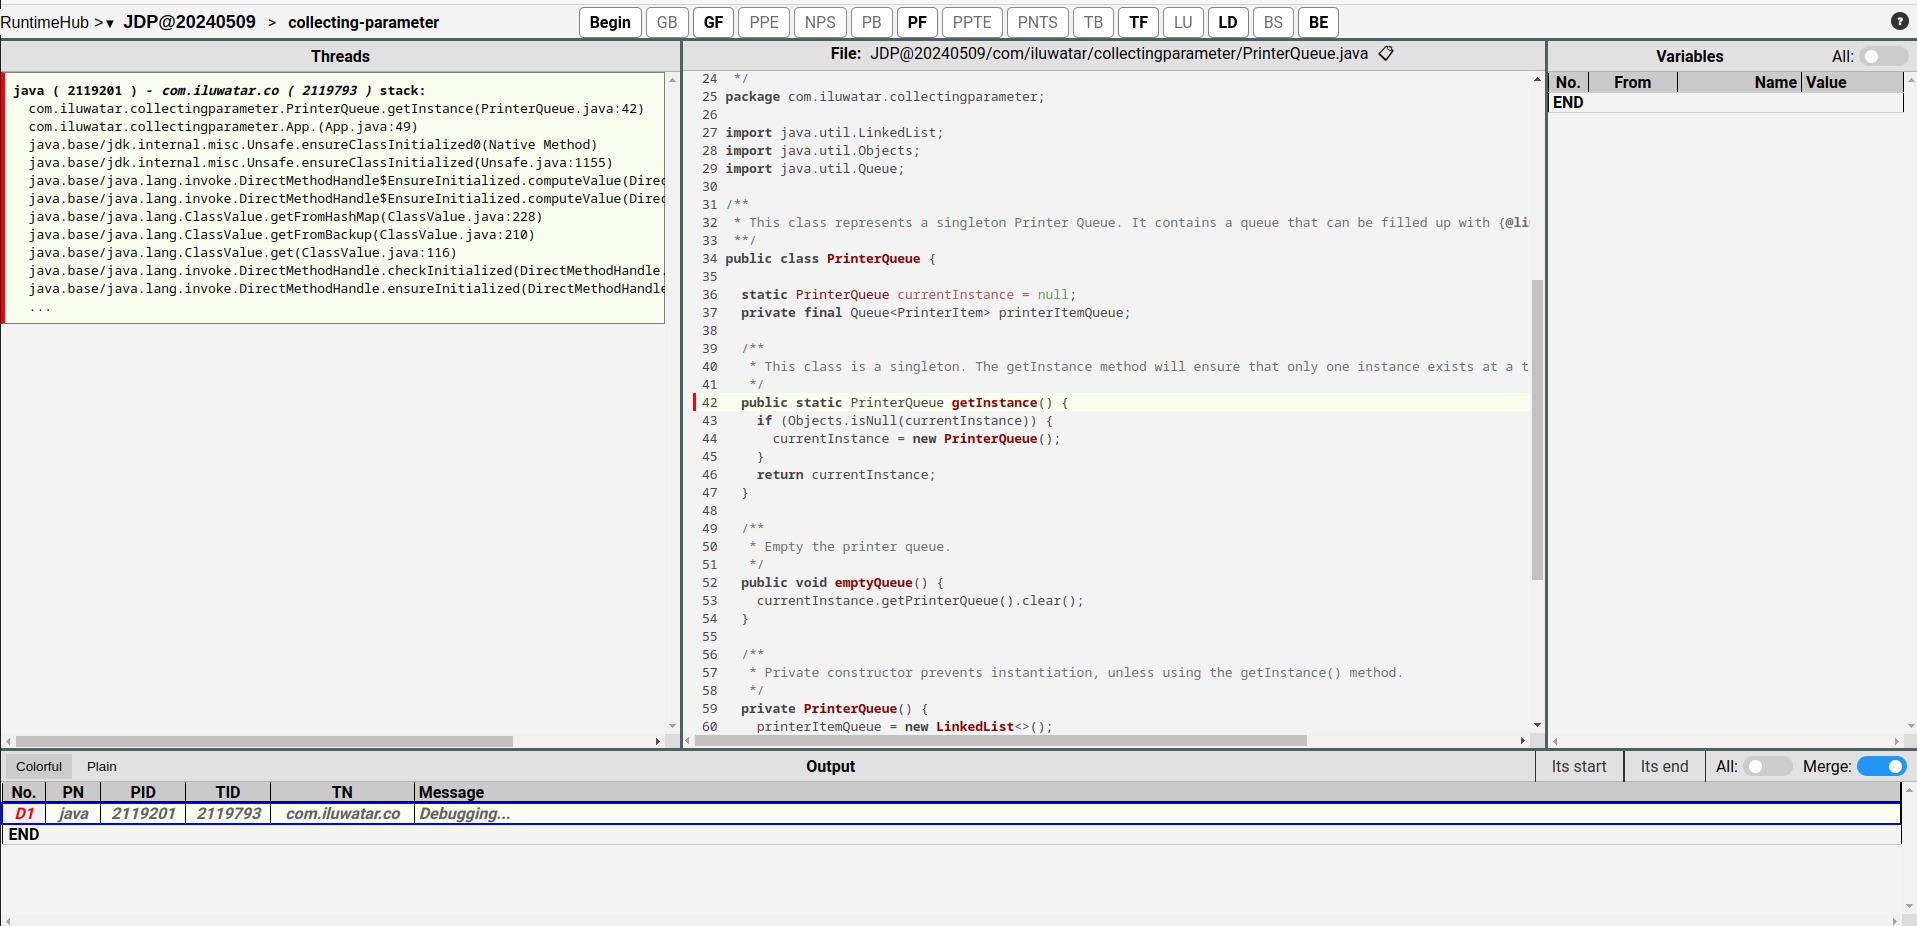 RuntimeHub >▾ JDP@20240509 > collecting-parameter
Begin GB GF PPE NPS PB PF PPTE PNTS TB TF LU LD BS BE ?
Threads
java ( 2119201 ) - com.iluwatar.co ( 2119793 ) stack:
com.iluwatar.collectingparameter.PrinterQueue.getInstance(PrinterQueue.java:42)
com.iluwatar.collectingparameter.App.(App.java:49)
java.base/jdk.internal.misc.Unsafe.ensureClassInitialized0(Native Method)
java.base/jdk.internal.misc.Unsafe.ensureClassInitialized(Unsafe.java:1155)
java.base/java.lang.invoke.DirectMethodHandle$EnsureInitialized.computeValue(Direc
java.base/java.lang.invoke.DirectMethodHandle$EnsureInitialized.computeValue(Direc
java.base/java.lang.ClassValue.getFromHashMap(ClassValue.java:228)
java.base/java.lang.ClassValue.getFromBackup(ClassValue.java:210)
java.base/java.lang.ClassValue.get(ClassValue.java:116)
java.base/java.lang.invoke.DirectMethodHandle.checkInitialized(DirectMethodHandle.
java.base/java.lang.invoke.DirectMethodHandle.ensureInitialized(DirectMethodHandle
...
File: JDP@20240509/com/iluwatar/collectingparameter/PrinterQueue.java
24 */
25 package com.iluwatar.collectingparameter;
26
27 import java.util.LinkedList;
28 import java.util.Objects;
29 import java.util.Queue;
30
31 /**
32 * This class represents a singleton Printer Queue. It contains a queue that can be filled up with {@li
33 **/
34 public class PrinterQueue {
35
36 static PrinterQueue currentInstance = null;
37 private final Queue<PrinterItem> printerItemQueue;
38
39 /**
40 * This class is a singleton. The getInstance method will ensure that only one instance exists at a t
41 */
42 public static PrinterQueue getInstance() {
43 if (Objects.isNull(currentInstance)) {
44 currentInstance = new PrinterQueue();
45 }
46 return currentInstance;
47 }
48
49 /**
50 * Empty the printer queue.
51 */
52 public void emptyQueue() {
53 currentInstance.getPrinterQueue().clear();
54 }
55
56 /**
57 * Private constructor prevents instantiation, unless using the getInstance() method.
58 */
59 private PrinterQueue() {
60 printerItemQueue = new LinkedList<>();
Variables All:
No. From Name Value
END
Colorful Plain Output Its start Its end All: Merge:
No. PN PID TID TN Message
D1 java 2119201 2119793 com.iluwatar.co Debugging...
END